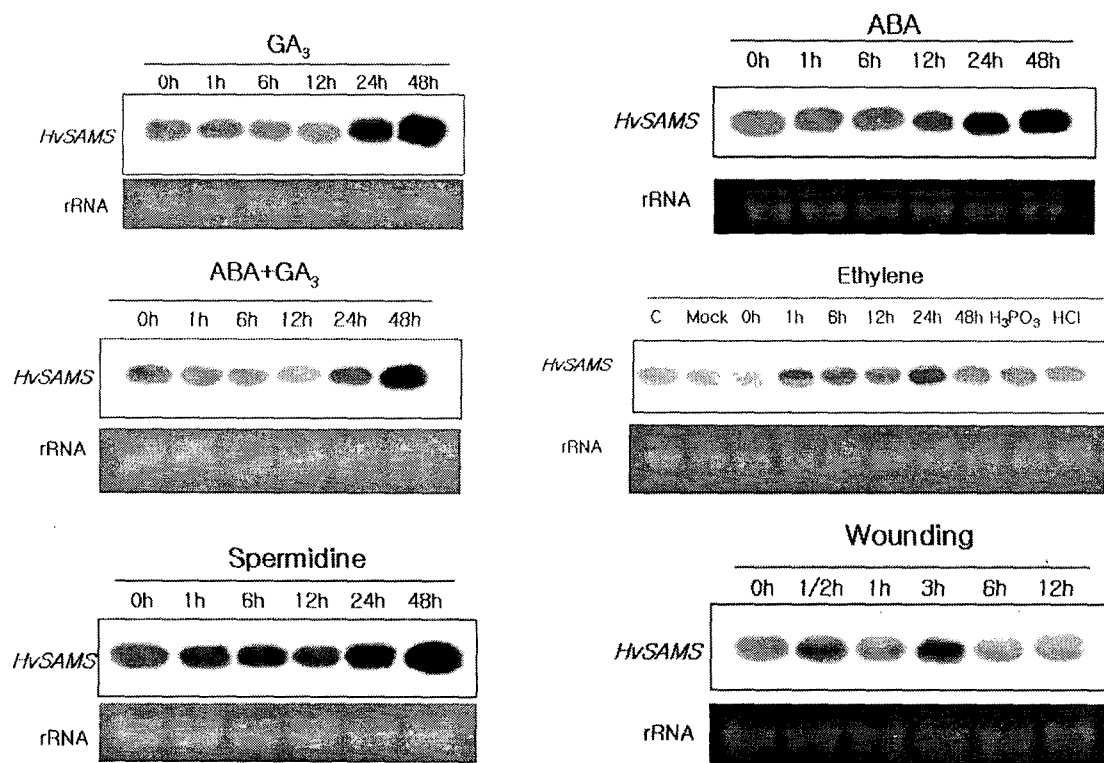 GA₃
0h 1h 6h 12h 24h 48h
HvSAMS
rRNA
ABA
0h 1h 6h 12h 24h 48h
HvSAMS
rRNA
ABA+GA₃
0h 1h 6h 12h 24h 48h
HvSAMS
rRNA
Ethylene
C Mock 0h 1h 6h 12h 24h 48h H₃PO₃ HCl
HvSAMS
rRNA
Spermidine
0h 1h 6h 12h 24h 48h
HvSAMS
rRNA
Wounding
0h 1/2h 1h 3h 6h 12h
HvSAMS
rRNA